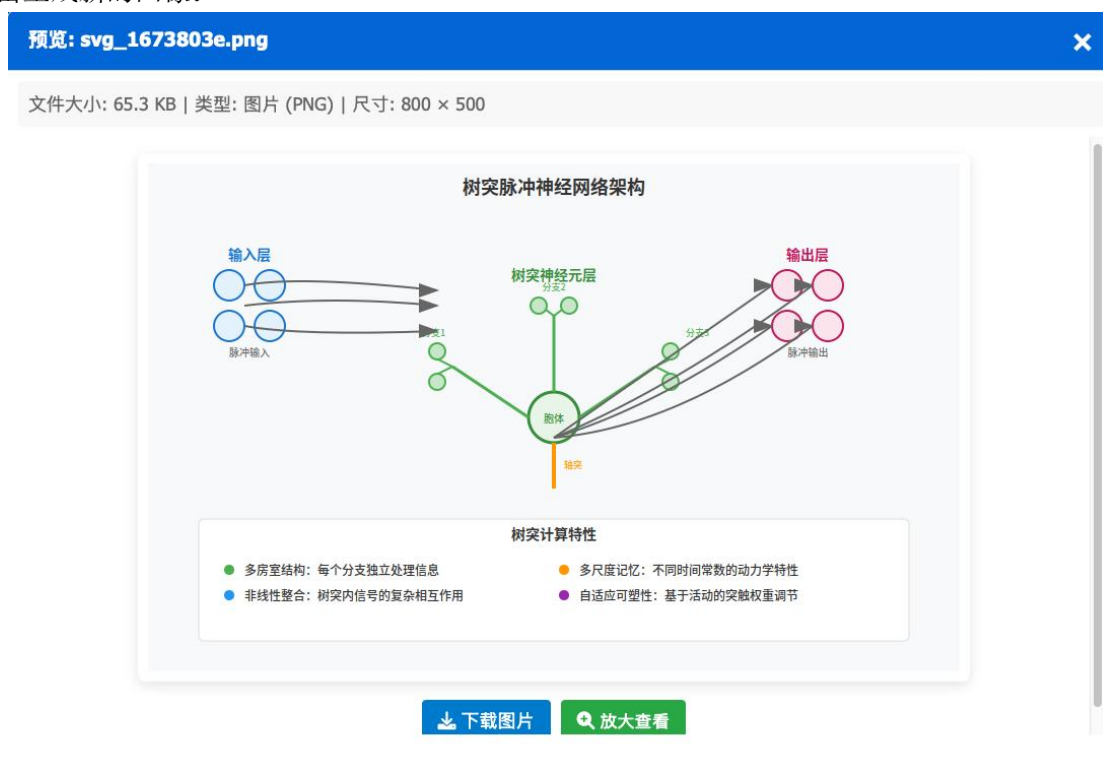 预览: svg_1673803e.png
文件大小: 65.3 KB | 类型: 图片 (PNG) | 尺寸: 800 × 500
树突脉冲神经网络架构
输入层
输出层
树突神经元层
分支2
分支1
分支3
脉冲输入
脉冲输出
胞体
轴突
树突计算特性
多房室结构：每个分支独立处理信息
多尺度记忆：不同时间常数的动力学特性
非线性整合：树突内信号的复杂相互作用
自适应可塑性：基于活动的突触权重调节
下载图片
放大查看